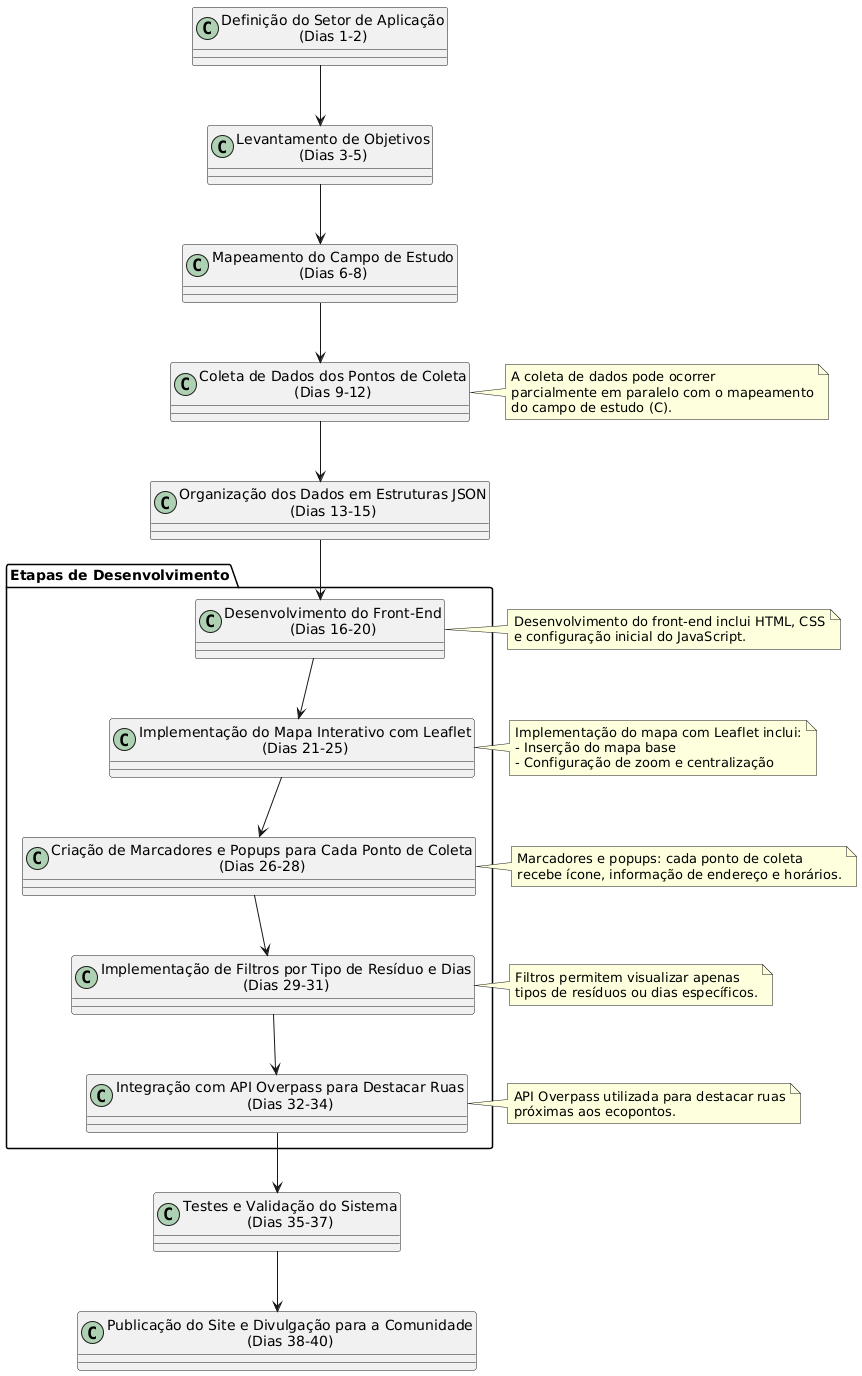 C
Definição do Setor de Aplicação
(Dias 1-2)
C
Levantamento de Objetivos
(Dias 3-5)
C
Mapeamento do Campo de Estudo
(Dias 6-8)
C
Coleta de Dados dos Pontos de Coleta
(Dias 9-12)
A coleta de dados pode ocorrer
parcialmente em paralelo com o mapeamento
do campo de estudo (C).
C
Organização dos Dados em Estruturas JSON
(Dias 13-15)
Etapas de Desenvolvimento
C
Desenvolvimento do Front-End
(Dias 16-20)
Desenvolvimento do front-end inclui HTML, CSS
e configuração inicial do JavaScript.
C
Implementação do Mapa Interativo com Leaflet
(Dias 21-25)
Implementação do mapa com Leaflet inclui:
- Inserção do mapa base
- Configuração de zoom e centralização
C
Criação de Marcadores e Popups para Cada Ponto de Coleta
(Dias 26-28)
Marcadores e popups: cada ponto de coleta
recebe ícone, informação de endereço e horários.
C
Implementação de Filtros por Tipo de Resíduo e Dias
(Dias 29-31)
Filtros permitem visualizar apenas
tipos de resíduos ou dias específicos.
C
Integração com API Overpass para Destacar Ruas
(Dias 32-34)
API Overpass utilizada para destacar ruas
próximas aos ecopontos.
C
Testes e Validação do Sistema
(Dias 35-37)
C
Publicação do Site e Divulgação para a Comunidade
(Dias 38-40)